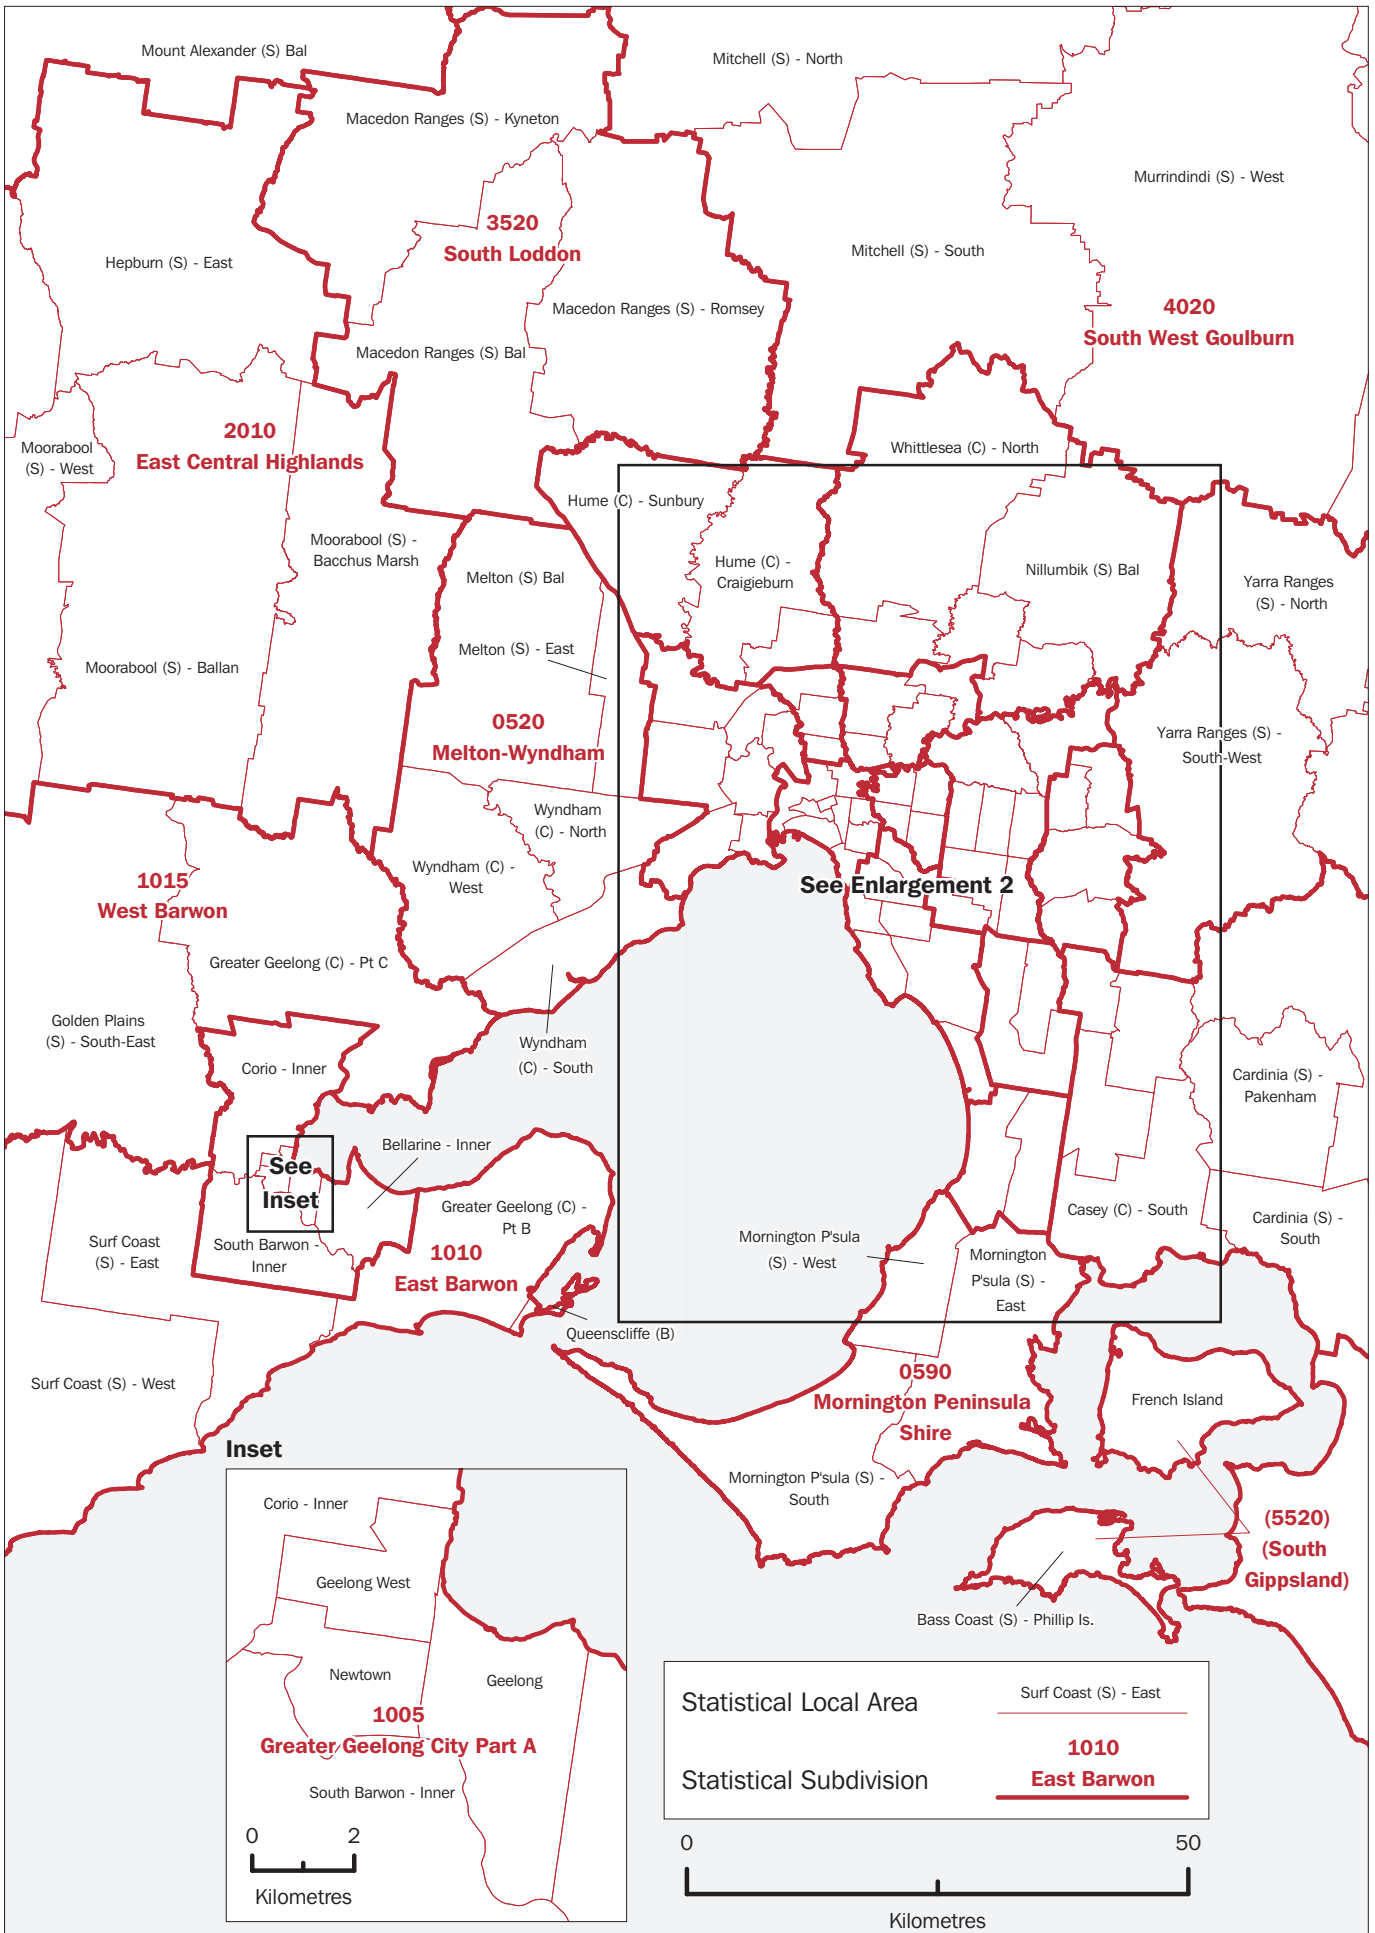 Mount Alexander (S) Bal
Mitchell (S) - North
Macedon Ranges (S) - Kyneton
Murrindindi (S) - West
3520
South Loddon
Mitchell (S) - South
Hepburn (S) - East
Macedon Ranges (S) - Romsey
4020
South West Goulburn
Macedon Ranges (S) Bal
2010
East Central Highlands
Moorabool
(S) - West
Whittlesea (C) - North
Hume (C) - Sunbury
Moorabool (S) -
Bacchus Marsh
Melton (S) Bal
Hume (C) -
Craigieburn
Nillumbik (S) Bal
Yarra Ranges
(S) - North
Melton (S) - East
Moorabool (S) - Ballan
0520
Melton-Wyndham
Yarra Ranges (S) -
South-West
Wyndham
(C) - North
Wyndham (C) -
West
See Enlargement 2
1015
West Barwon
Greater Geelong (C) - Pt C
Golden Plains
(S) - South-East
Wyndham
(C) - South
Corio - Inner
Cardinia (S) -
Pakenham
Bellarine - Inner
See
Inset
Greater Geelong (C) -
Pt B
Casey (C) - South
Cardinia (S) -
South
Surf Coast
(S) - East
South Barwon -
Inner
1010
East Barwon
Mornington P'sula
(S) - West
Mornington
P'sula (S) -
East
Queenscliffe (B)
Surf Coast (S) - West
0590
Mornington Peninsula
Shire
French Island
Inset
Mornington P'sula (S) -
South
(5520)
(South
Gippsland)
Bass Coast (S) - Phillip Is.
Corio - Inner
Geelong West
Newtown
Geelong
1005
Greater Geelong City Part A
South Barwon - Inner
0 2
Kilometres
Statistical Local Area
Surf Coast (S) - East
Statistical Subdivision
1010
East Barwon
0 50
Kilometres